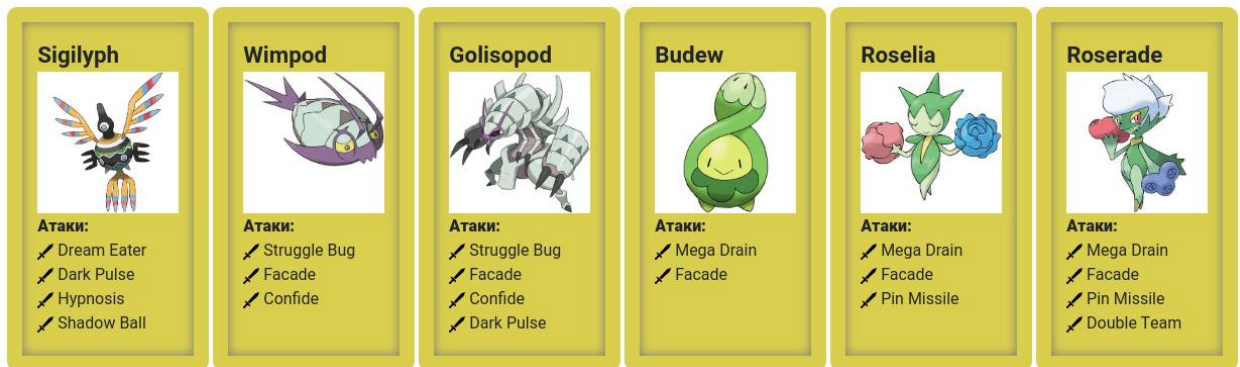 Sigilyph
Атаки:
Dream Eater
Dark Pulse
Hypnosis
Shadow Ball
Wimpod
Атаки:
Struggle Bug
Facade
Confide
Golisopod
Атаки:
Struggle Bug
Facade
Confide
Dark Pulse
Budew
Атаки:
Mega Drain
Facade
Roselia
Атаки:
Mega Drain
Facade
Pin Missile
Roserade
Атаки:
Mega Drain
Facade
Pin Missile
Double Team